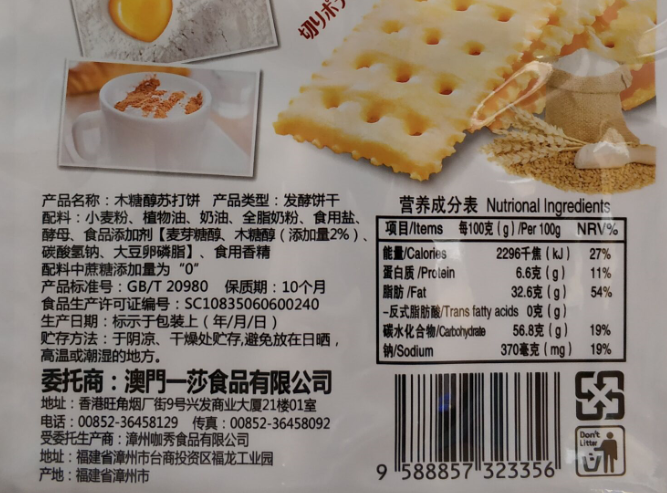 切りボ
产品名称：木糖醇苏打饼 产品类型：发酵饼干
配料：小麦粉、植物油、奶油、全脂奶粉、食用盐、
酵母、食品添加剂【麦芽糖醇、木糖醇（添加量2%）、
碳酸氢钠、大豆卵磷脂】、食用香精
配料中蔗糖添加量为“0”
产品标准号：GB/T 20980 保质期：10个月
食品生产许可证编号：SC10835060600240
生产日期：标示于包装上（年/月/日）
贮存方法：于阴凉、干燥处贮存,避免放在日晒，
高温或潮湿的地方。
委托商：澳門一莎食品有限公司
地址：香港旺角烟厂街9号兴发商业大厦21楼01室
电话：00852-36458129 传真：00852-36458092
受委托生产商：漳州咖秀食品有限公司
地址：福建省漳州市台商投资区福龙工业园
产地：福建省漳州市
营养成分表 Nutrional Ingredients
项目/Items 每100克（g）/Per 100g NRV%
能量/Calories 2296千焦（kJ） 27%
蛋白质/Protein 6.6克（g） 11%
脂肪/Fat 32.6克（g） 54%
-反式脂肪酸/Trans fatty acids 0克（g）
碳水化合物/Carbohydrate 56.8克（g） 19%
钠/Sodium 370毫克（mg） 19%
9 588857 323356
Don't
Litter